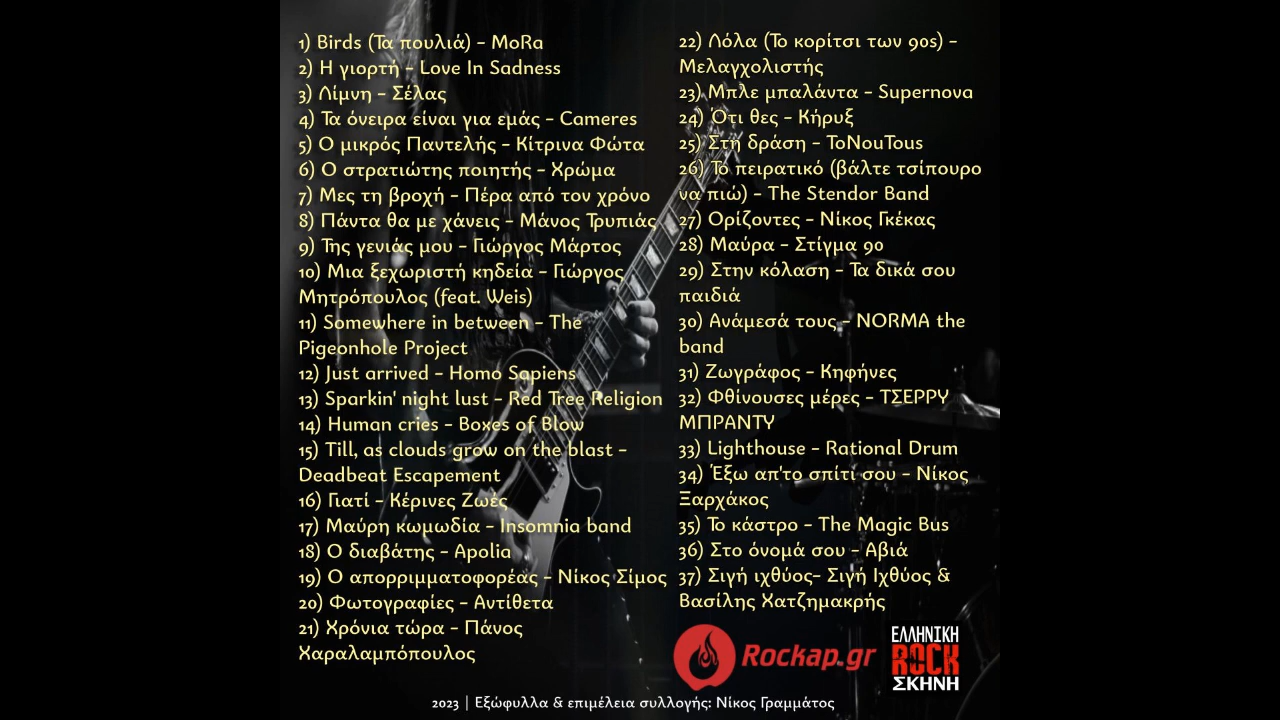 1) Birds (Τα πουλιά) - MoRa
2) Η γιορτή - Love In Sadness
3) Λίμνη - Σέλας
4) Τα όνειρα είναι για εμάς - Cameres
5) Ο μικρός Παντελής - Κίτρινα Φώτα
6) Ο στρατιώτης ποιητής - Χρώμα
7) Μες τη βροχή - Πέρα από τον χρόνο
8) Πάντα θα με χάνεις - Μάνος Τρυπιάς
9) Της γενιάς μου - Γιώργος Μάρτος
10) Μια ξεχωριστή κηδεία - Γιώργος
Μητρόπουλος (feat. Weis)
11) Somewhere in between - The
Pigeonhole Project
12) Just arrived - Homo Sapiens
13) Sparkin' night lust - Red Tree Religion
14) Human cries - Boxes of Blow
15) Till, as clouds grow on the blast -
Deadbeat Escapement
16) Γιατί - Κέρινες Ζωές
17) Μαύρη κωμωδία - Insomnia band
18) Ο διαβάτης - Apolia
19) Ο απορριμματοφορέας - Νίκος Σίμος
20) Φωτογραφίες - Αντίθετα
21) Χρόνια τώρα - Πάνος
Χαραλαμπόπουλος
22) Λόλα (Το κορίτσι των 90s) -
Μελαγχολιστής
23) Μπλε μπαλάντα - Supernova
24) Ότι θες - Κήρυξ
25) Στη δράση - ToNouTous
26) Το πειρατικό (βάλτε τσίπουρο
να πιώ) - The Stendor Band
27) Ορίζοντες - Νίκος Γκέκας
28) Μαύρα - Στίγμα 90
29) Στην κόλαση - Τα δικά σου
παιδιά
30) Ανάμεσά τους - NORMA the
band
31) Ζωγράφος - Κηφήνες
32) Φθίνουσες μέρες - ΤΣΕΡΡΥ
ΜΠΡΑΝΤΥ
33) Lighthouse - Rational Drum
34) Έξω απ'το σπίτι σου - Νίκος
Ξαρχάκος
35) Το κάστρο - The Magic Bus
36) Στο όνομά σου - Αβιά
37) Σιγή ιχθύος- Σιγή Ιχθύος &
Βασίλης Χατζημακρής
Rockap.gr
ΕΛΛΗΝΙΚΗ
ROCK
ΣΚΗΝΗ
2023 | Εξώφυλλα & επιμέλεια συλλογής: Νίκος Γραμμάτος